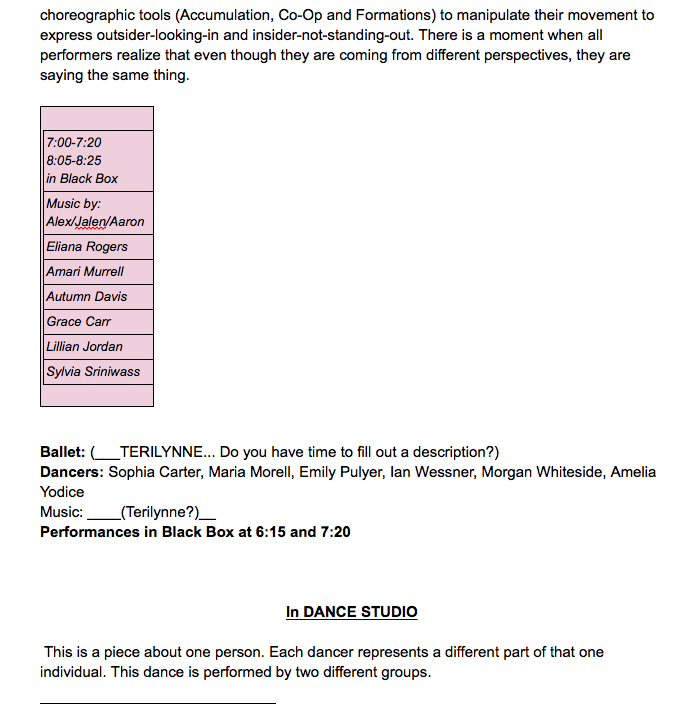 choreographic tools (Accumulation, Co-Op and Formations) to manipulate their movement to
express outsider-looking-in and insider-not-standing-out. There is a moment when all
performers realize that even though they are coming from different perspectives, they are
saying the same thing.
7:00-7:20
8:05-8:25
in Black Box
Music by:
Alex/Jalen/Aaron
Eliana Rogers
Amari Murrell
Autumn Davis
Grace Carr
Lillian Jordan
Sylvia Sriniwass
Ballet: (___TERILYNNE... Do you have time to fill out a description?)
Dancers: Sophia Carter, Maria Morell, Emily Pulyer, Ian Wessner, Morgan Whiteside, Amelia
Yodice
Music: ____(Terilynne?)__
Performances in Black Box at 6:15 and 7:20
In DANCE STUDIO
This is a piece about one person. Each dancer represents a different part of that one
individual. This dance is performed by two different groups.